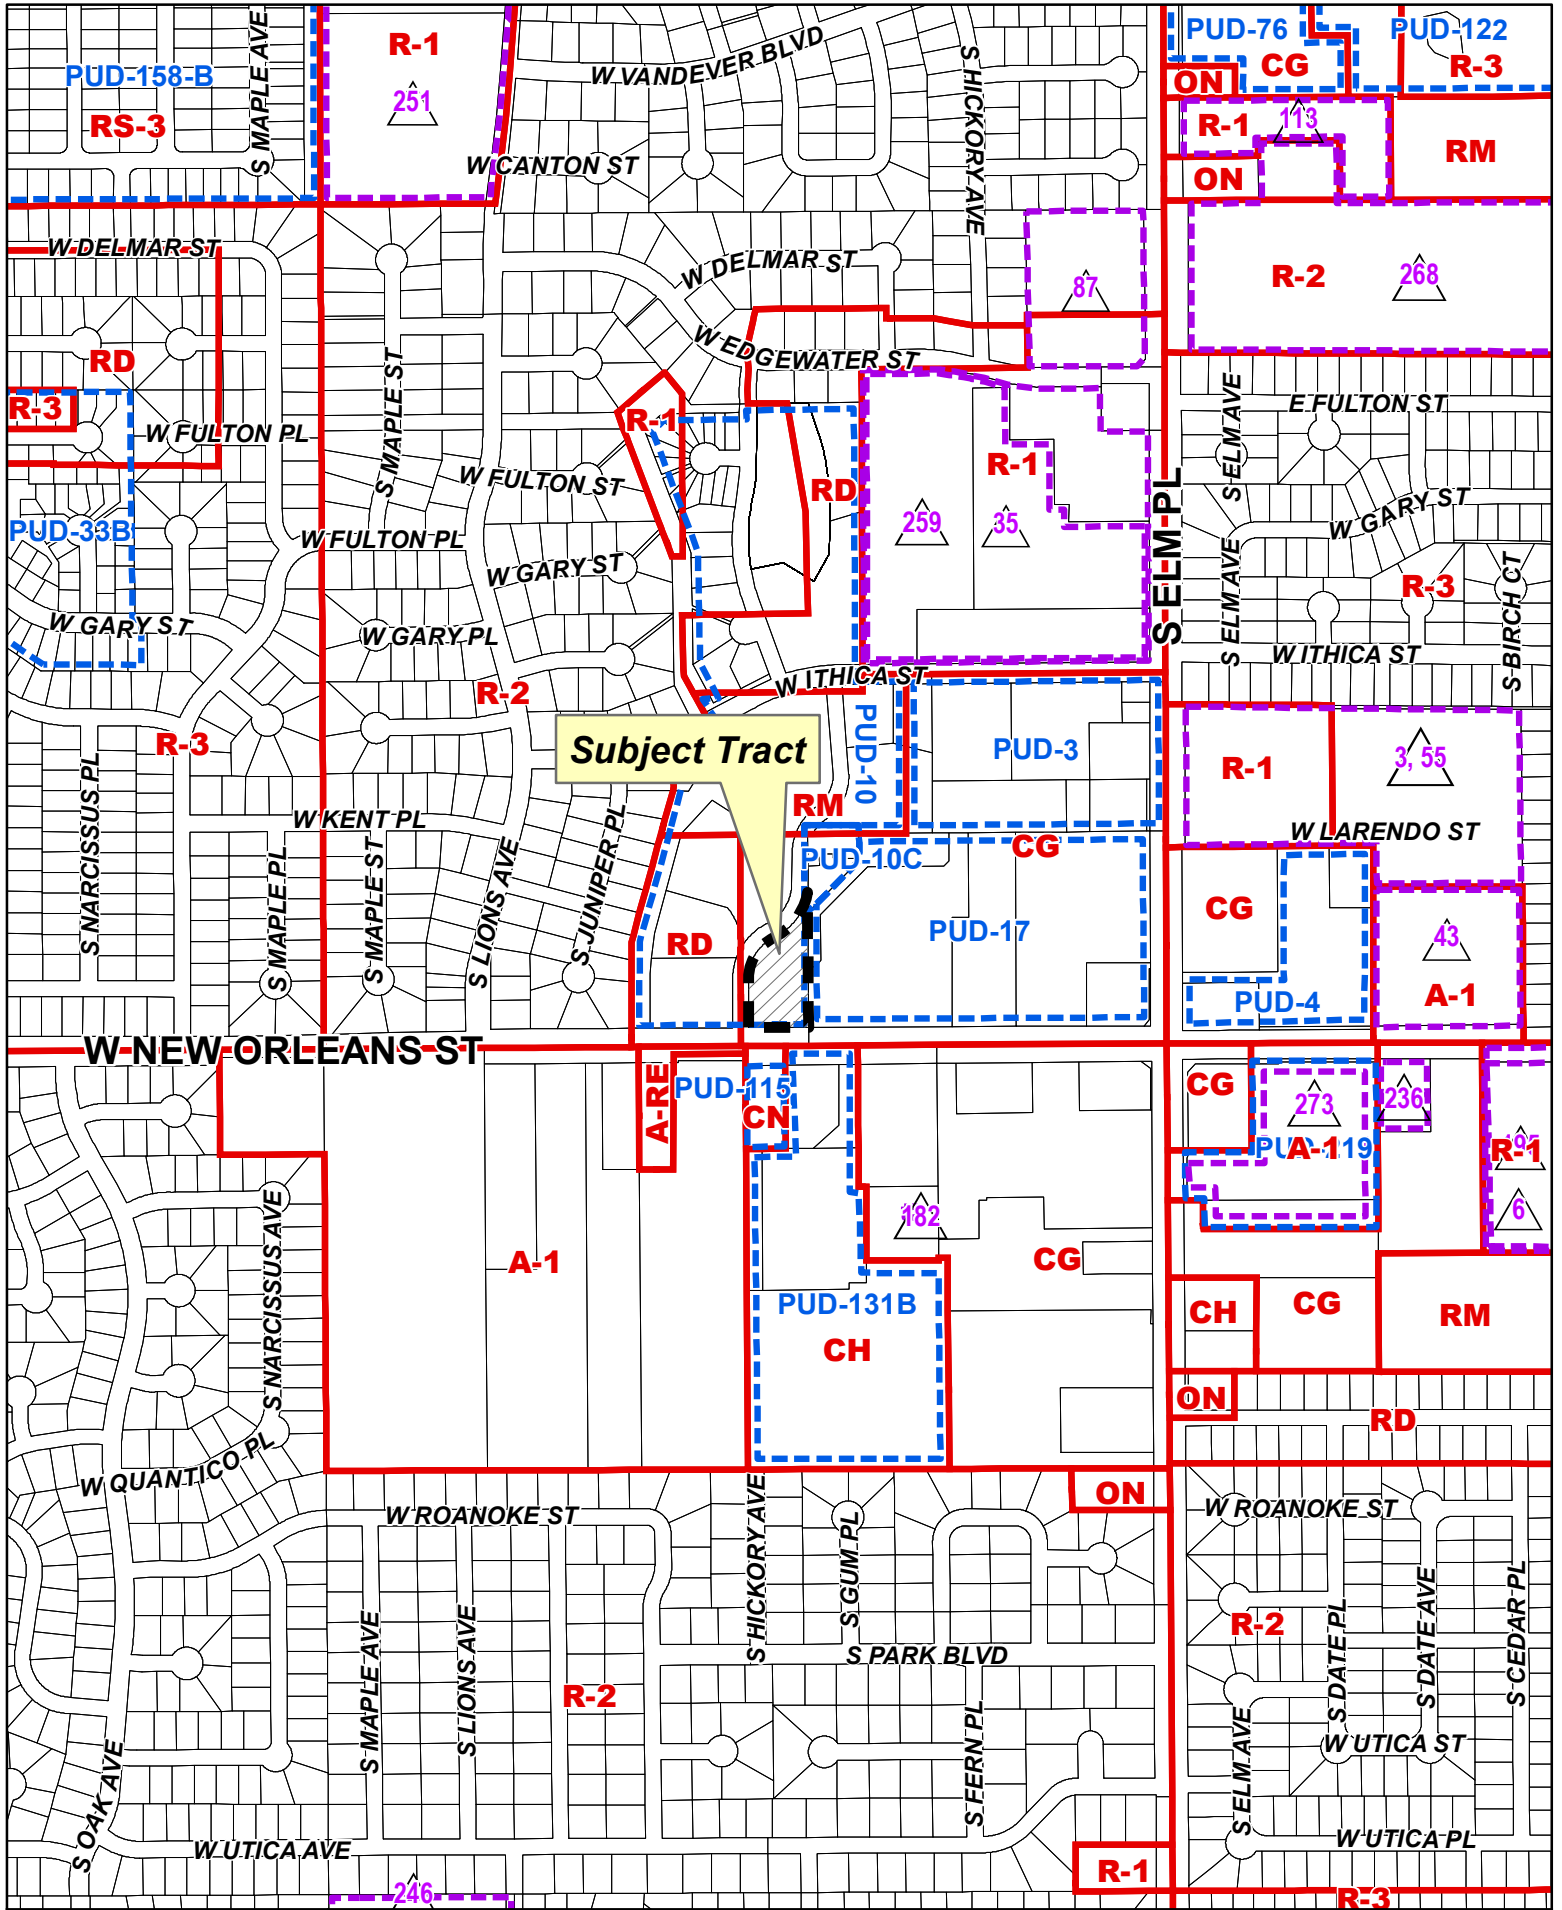 R-1
PUD-76
PUD-122
W VANDEVER BLVD
S MAPLE AVE
PUD-158-B
CG
R-3
251
ON
RS-3
R-1
113
S HICKORY AVE
W CANTON ST
ON
RM
W DELMAR ST
W DELMAR ST
87
R-2
268
RD
W EDGEWATER ST
S MAPLE ST
R-3
R-1
S ELM AVE
E FULTON ST
W FULTON PL
R-1
W FULTON ST
RD
W GARY ST
PUD-33B
W FULTON PL
259
35
S ELM PL
W GARY ST
S ELM AVE
R-3
S BIRCH CT
W GARY ST
W GARY PL
W ITHICA ST
W ITHICA ST
R-2
R-3
Subject Tract
PUD-10
PUD-3
R-1
3, 55
RM
W KENT PL
W LARENDO ST
S NARCISSUS PL
S MAPLE PL
S MAPLE ST
S LIONS AVE
S JUNIPER PL
PUD-10C
CG
CG
PUD-17
RD
43
A-1
PUD-4
W NEW ORLEANS ST
A-RE
PUD-115
CN
CG
273
236
PUD-219
A-1
R-1
195
6
182
S NARCISSUS AVE
A-1
CG
PUD-131B
CH
CH
CG
RM
ON
RD
W QUANTICO PL
ON
W ROANOKE ST
W ROANOKE ST
S HICKORY AVE
S GUM PL
S MAPLE AVE
S LIONS AVE
S PARK BLVD
R-2
S DATE PL
S DATE AVE
S CEDAR PL
R-2
S FERN PL
S ELM AVE
W UTICA ST
S OAK AVE
W UTICA AVE
W UTICA PL
R-1
246
R-3